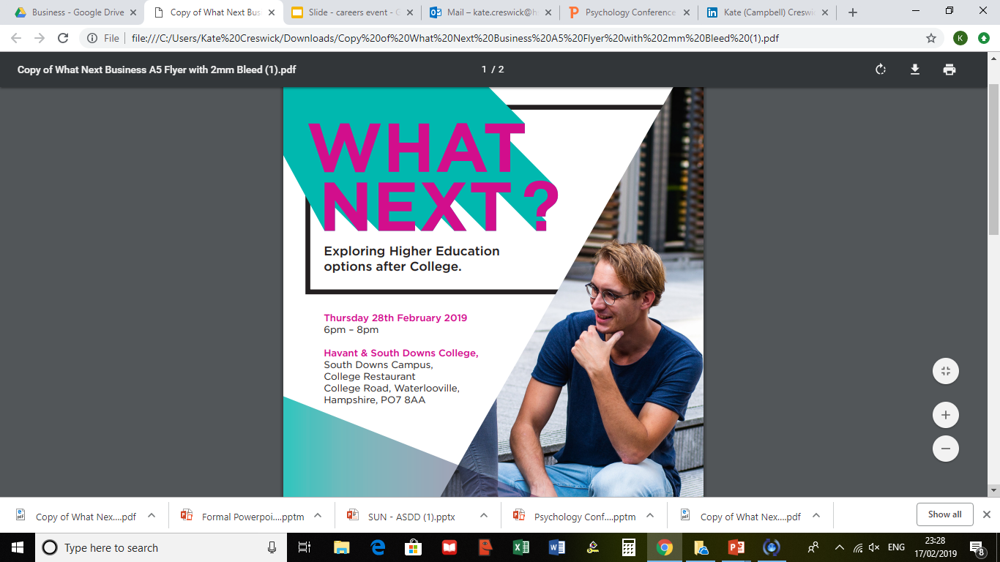 Business - Google Drive
Copy of What Next Bus
Slide - careers event - G
Mail – kate.creswick@h
Psychology Conference
Kate (Campbell) Creswic
File
file:///C:/Users/Kate%20Creswick/Downloads/Copy%20of%20What%20Next%20Business%20A5%20Flyer%20with%202mm%20Bleed%20(1).pdf
K
Copy of What Next Business A5 Flyer with 2mm Bleed (1).pdf
1 / 2
WHAT
NEXT?
Exploring Higher Education
options after College.
Thursday 28th February 2019
6pm – 8pm
Havant & South Downs College,
South Downs Campus,
College Restaurant
College Road, Waterlooville,
Hampshire, PO7 8AA
Copy of What Nex....pdf
Formal Powerpoi....pptm
SUN - ASDD (1).pptx
Psychology Conf....pptm
Copy of What Nex....pdf
Show all
Type here to search
ENG
23:28
17/02/2019
8